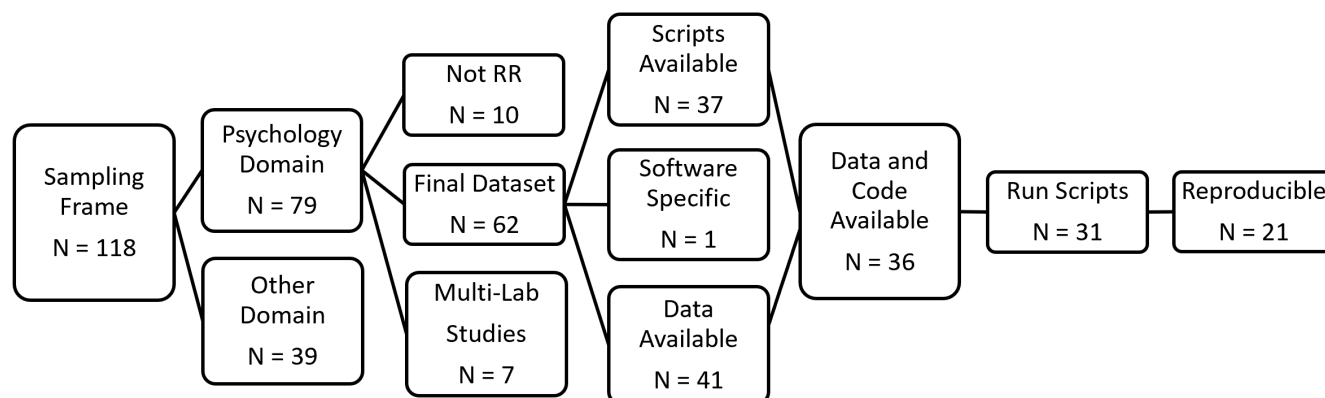 Sampling
Frame
N = 118
Psychology
Domain
N = 79
Other
Domain
N = 39
Not RR
N = 10
Final Dataset
N = 62
Multi-Lab
Studies
N = 7
Scripts
Available
N = 37
Software
Specific
N = 1
Data
Available
N = 41
Data and
Code
Available
N = 36
Run Scripts
N = 31
Reproducible
N = 21